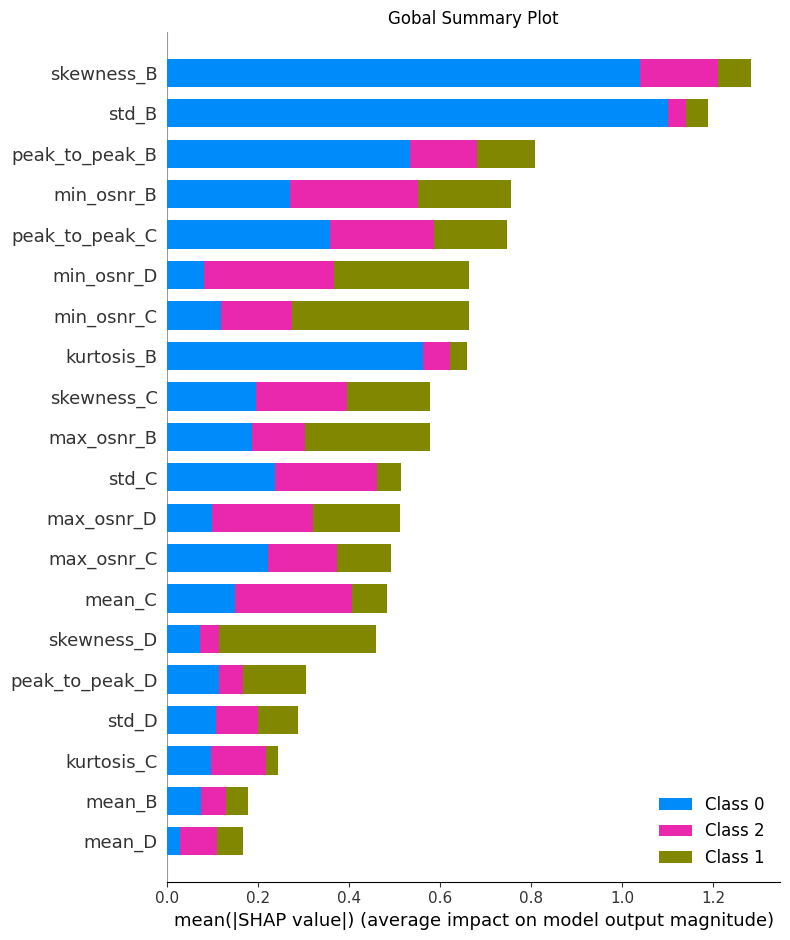 Gobal Summary Plot
skewness_B
std_B
peak_to_peak_B
min_osnr_B
peak_to_peak_C
min_osnr_D
min_osnr_C
kurtosis_B
skewness_C
max_osnr_B
std_C
max_osnr_D
max_osnr_C
mean_C
skewness_D
peak_to_peak_D
std_D
kurtosis_C
mean_B
mean_D
Class 0
Class 2
Class 1
0.0 0.2 0.4 0.6 0.8 1.0 1.2
mean(|SHAP value|) (average impact on model output magnitude)